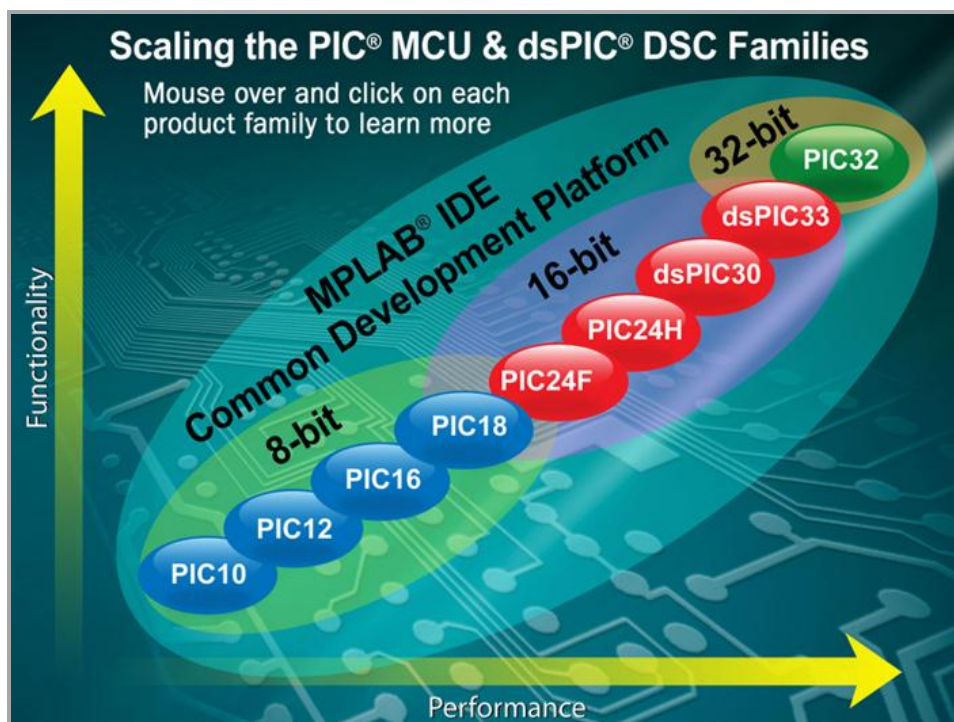 Scaling the PIC® MCU & dsPIC® DSC Families
Mouse over and click on each
product family to learn more
Functionality
MPLAB® IDE
Common Development Platform
32-bit
PIC32
dsPIC33
16-bit
dsPIC30
PIC24H
PIC24F
8-bit
PIC18
PIC16
PIC12
PIC10
Performance